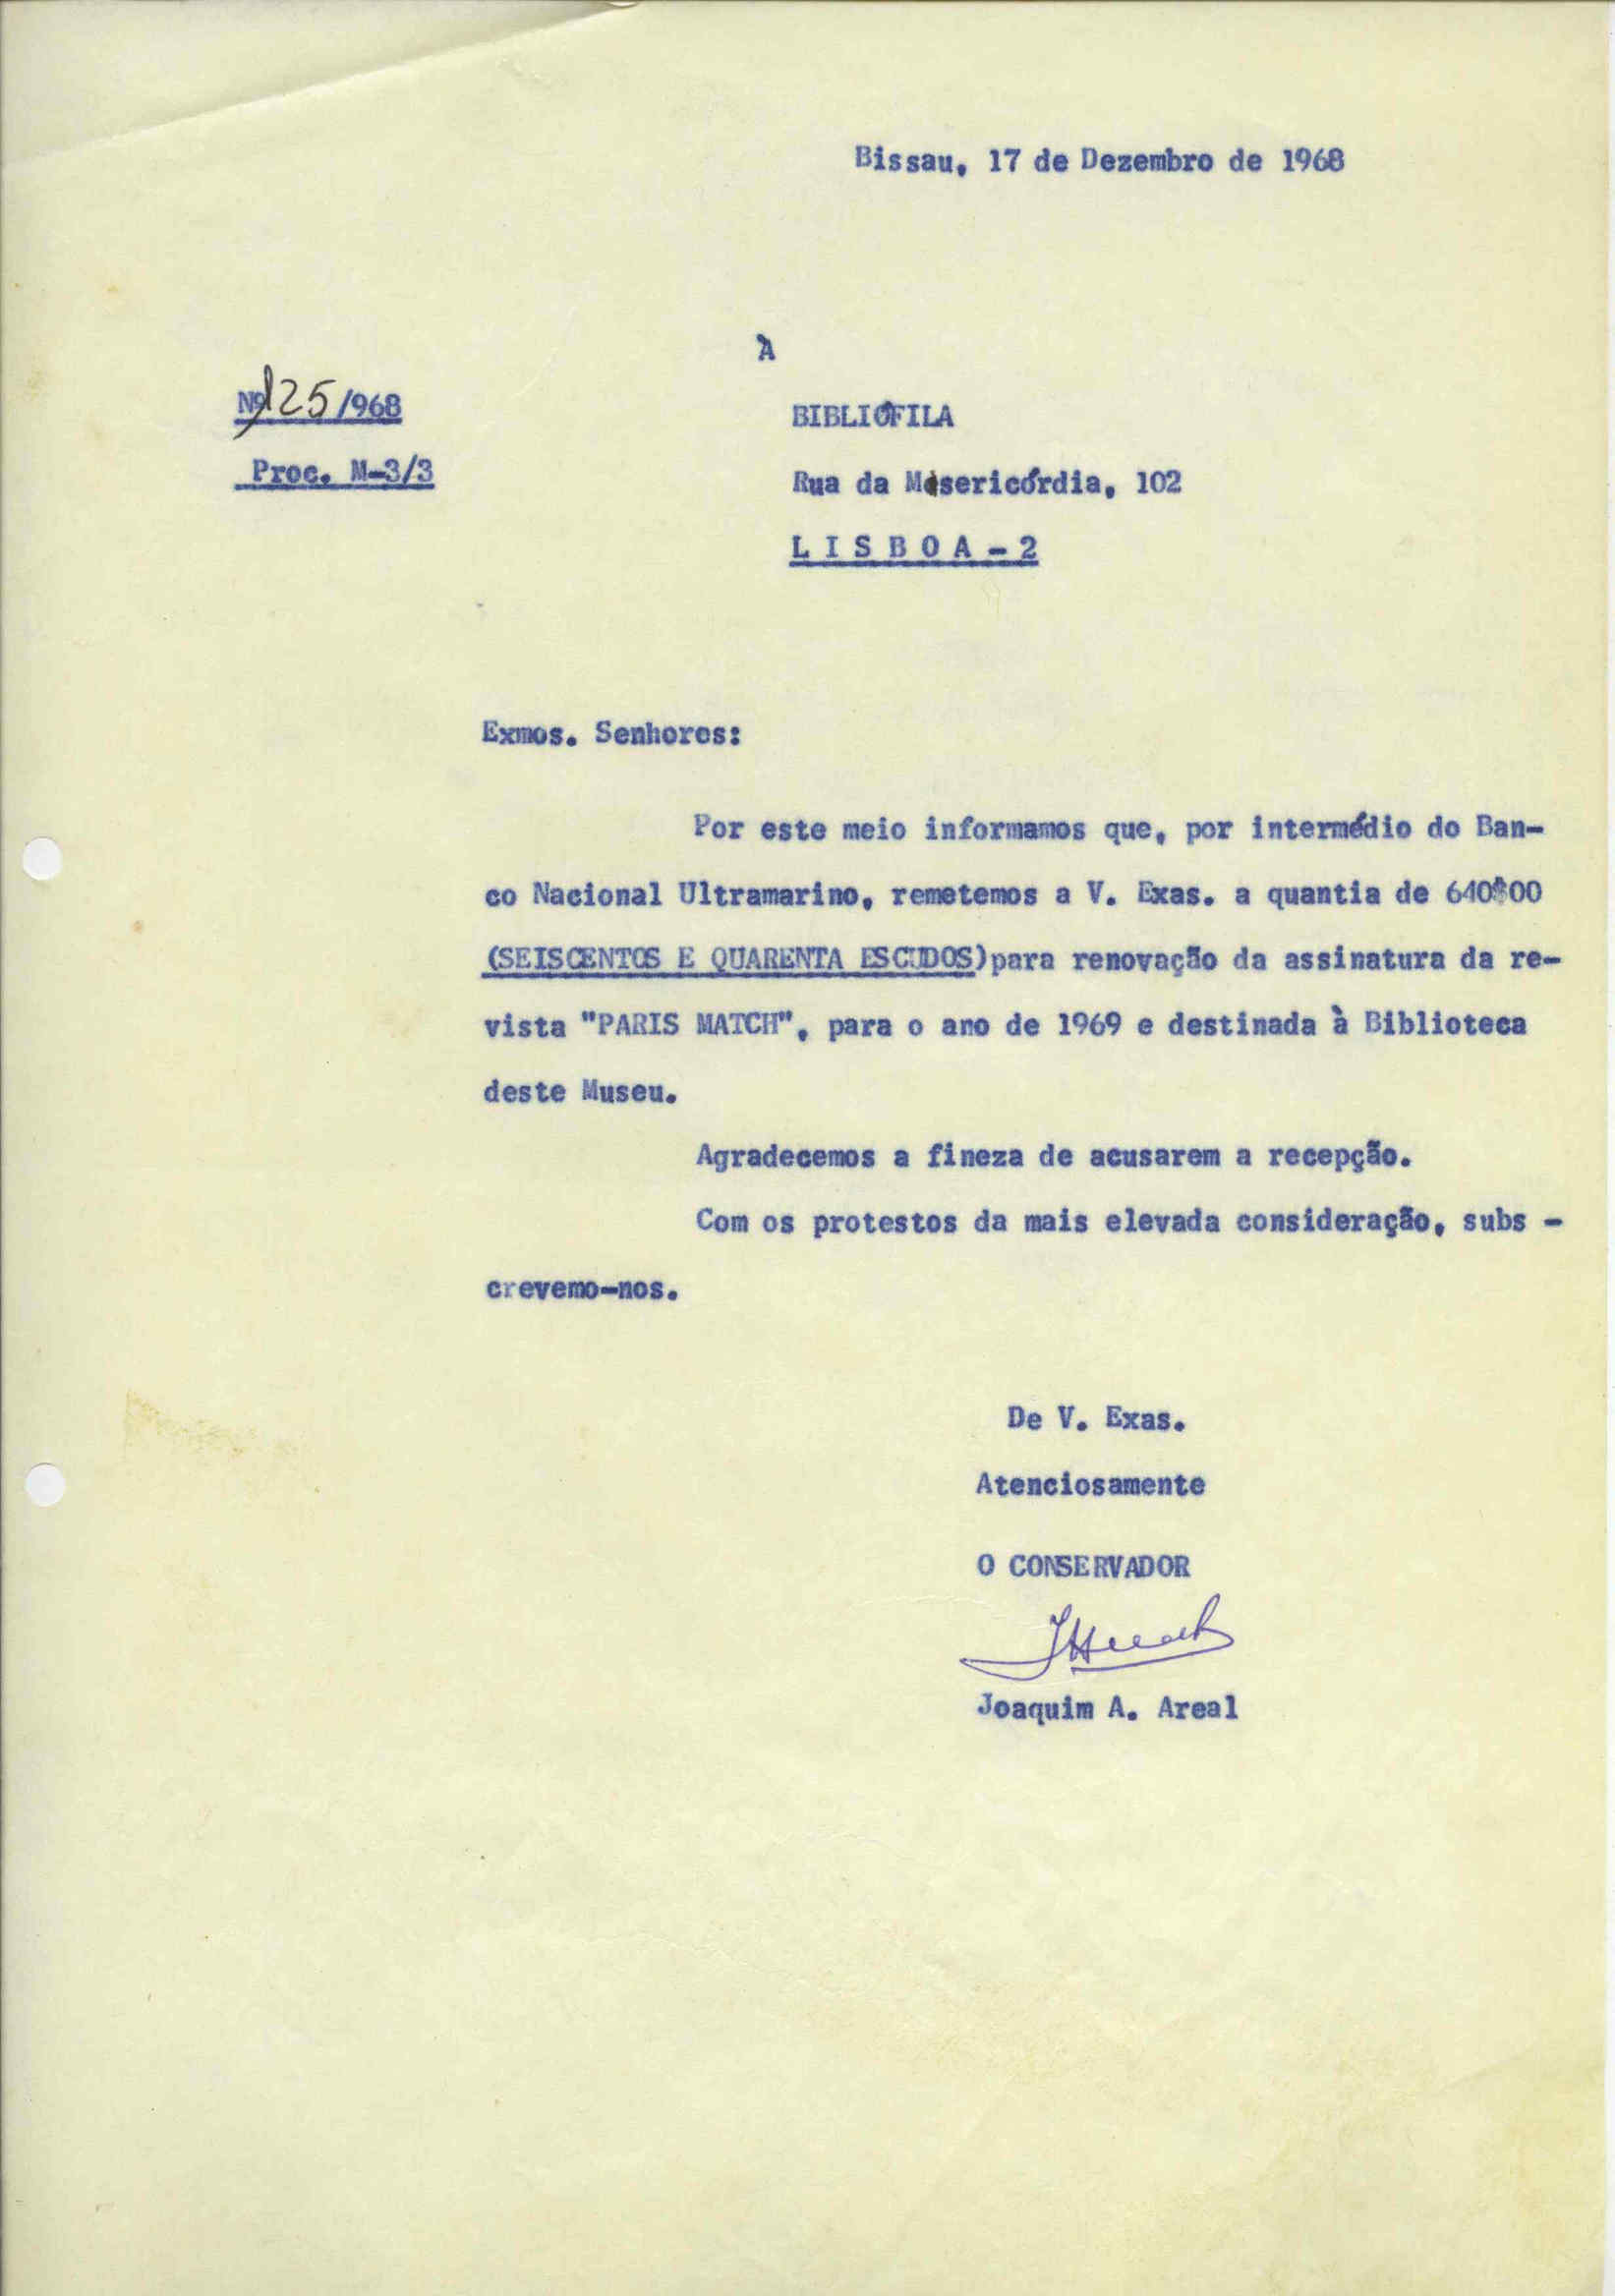 Bissau, 17 de Dezembro de 1968
À
Nº125/968
BIBLIÓFILA
Proc. M-3/3
Rua da Misericórdia, 102
L I S B O A - 2
Exmos. Senhores:
Por este meio informamos que, por intermédio do Ban-
co Nacional Ultramarino, remetemos a V. Exas. a quantia de 640$00
(SEISCENTOS E QUARENTA ESCUDOS)para renovação da assinatura da re-
vista "PARIS MATCH", para o ano de 1969 e destinada à Biblioteca
deste Museu.
Agradecemos a fineza de acusarem a recepção.
Com os protestos da mais elevada consideração, subs -
crevemo-nos.
De V. Exas.
Atenciosamente
O CONSERVADOR
Joaquim A. Areal